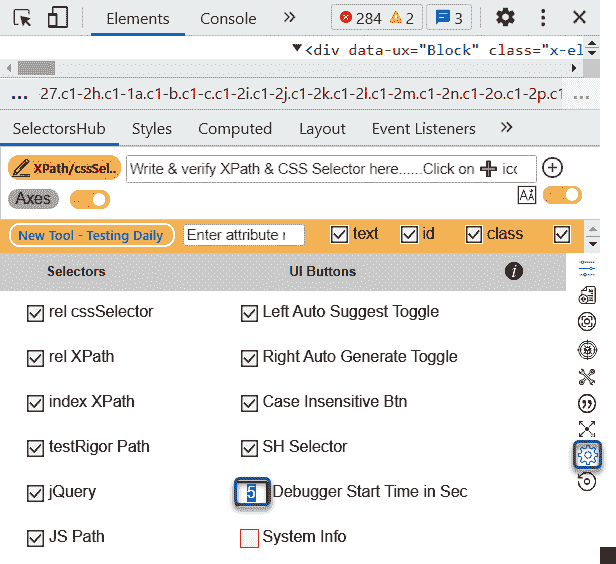 Elements Console » 284 2 3
<div data-ux="Block" class="x-el
... 27.c1-2h.c1-1a.c1-b.c1-c.c1-2i.c1-2j.c1-2k.c1-2l.c1-2m.c1-2n.c1-2o.c1-2p.c1 ...
SelectorsHub Styles Computed Layout Event Listeners »
XPath/cssSel.. Write & verify XPath & CSS Selector here......Click on + icc
Axes
New Tool - Testing Daily Enter attribute r text id class
Selectors UI Buttons i
rel cssSelector Left Auto Suggest Toggle
rel XPath Right Auto Generate Toggle
index XPath Case Insensitive Btn
testRigor Path SH Selector
jQuery 5 Debugger Start Time in Sec
JS Path System Info